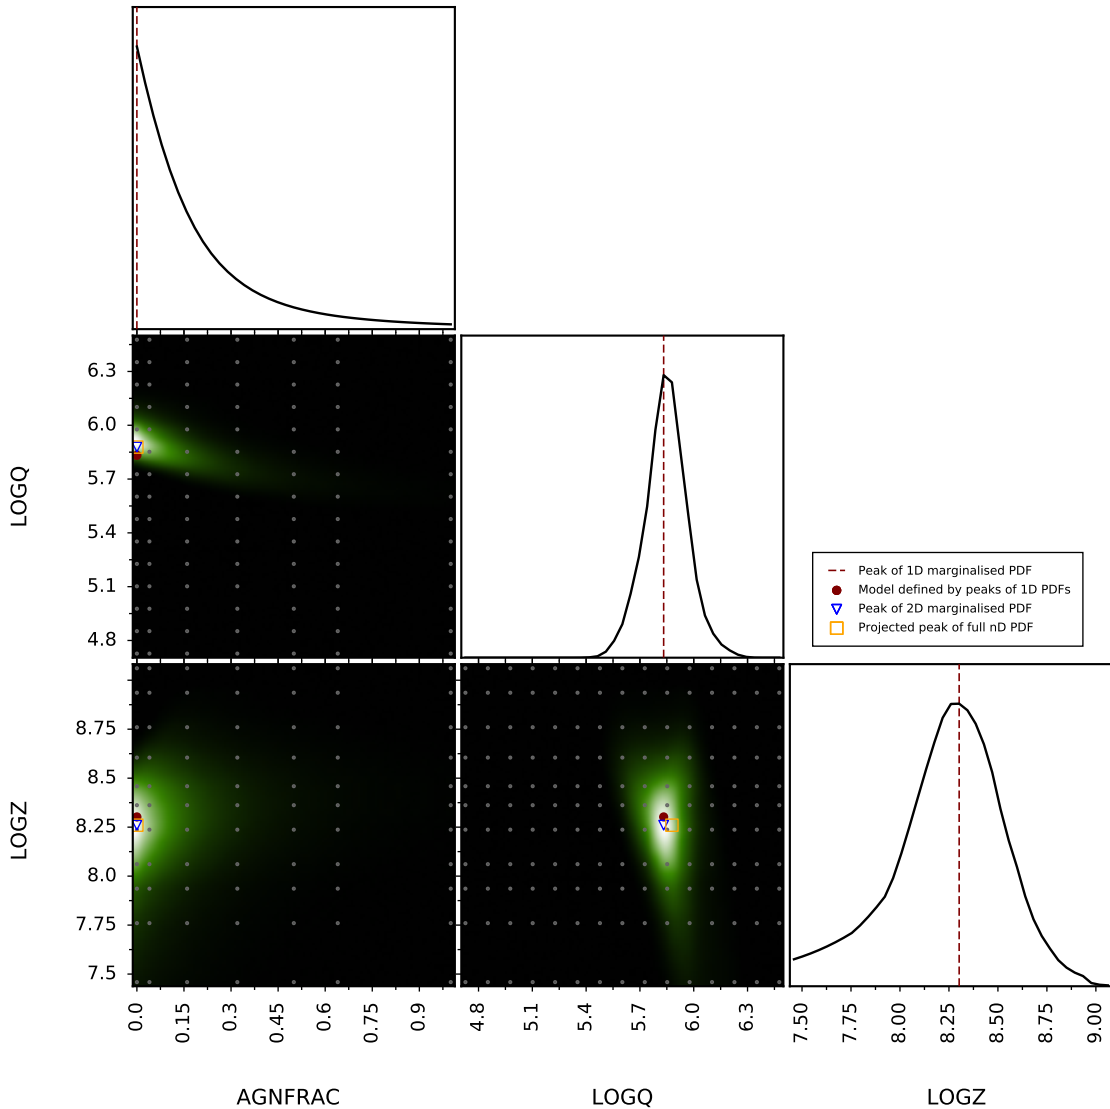 LOGQ
6.3
6.0
5.7
5.4
5.1
4.8
Peak of 1D marginalised PDF
Model defined by peaks of 1D PDFs
Peak of 2D marginalised PDF
Projected peak of full nD PDF
LOGZ
8.75
8.5
8.25
8.0
7.75
7.5
0.0 0.15 0.3 0.45 0.6 0.75 0.9
4.8 5.1 5.4 5.7 6.0 6.3
7.50 7.75 8.00 8.25 8.50 8.75 9.00
AGNFRAC
LOGQ
LOGZ